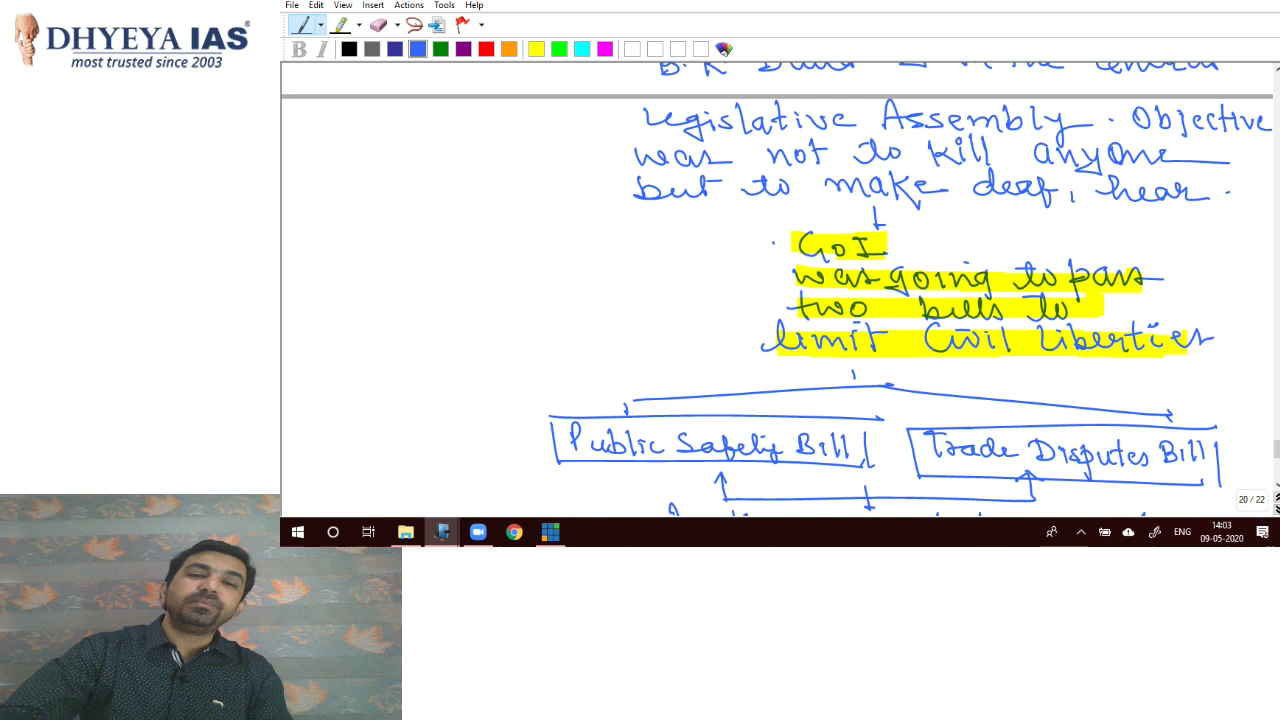 DHYEYA IAS
most trusted since 2003
File Edit View Insert Actions Tools Help
B I
Legislative Assembly. Objective
was not to kill anyone
but to make deaf, hear.
GoI
was going to pass
two bills to
limit Civil Liberties
Public Safety Bill
Trade Disputes Bill
20 / 22
ENG
14:03
09-05-2020